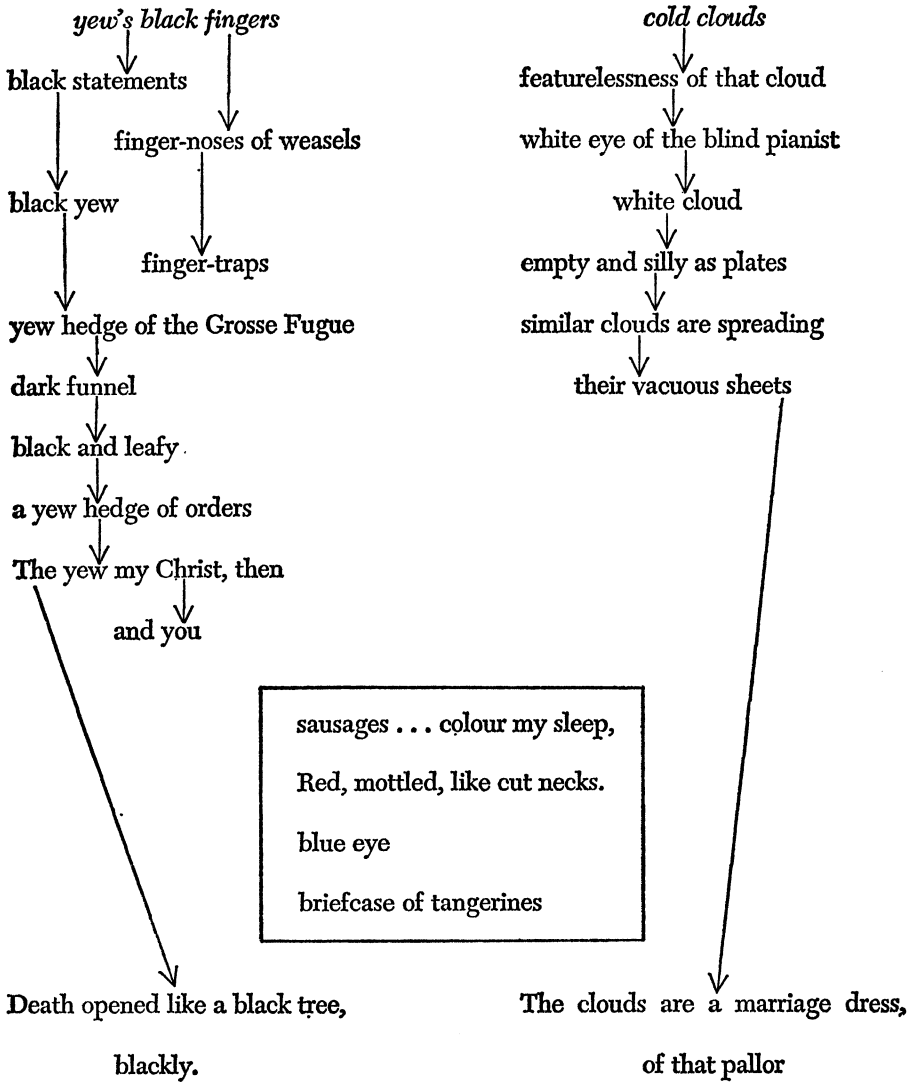 yew's black fingers
black statements
finger-noses of weasels
black yew
finger-traps
yew hedge of the Grosse Fugue
dark funnel
black and leafy
a yew hedge of orders
The yew my Christ, then
and you
cold clouds
featurelessness of that cloud
white eye of the blind pianist
white cloud
empty and silly as plates
similar clouds are spreading
their vacuous sheets
sausages ... colour my sleep,
Red, mottled, like cut necks.
blue eye
briefcase of tangerines
Death opened like a black tree,
blackly.
The clouds are a marriage dress,
of that pallor